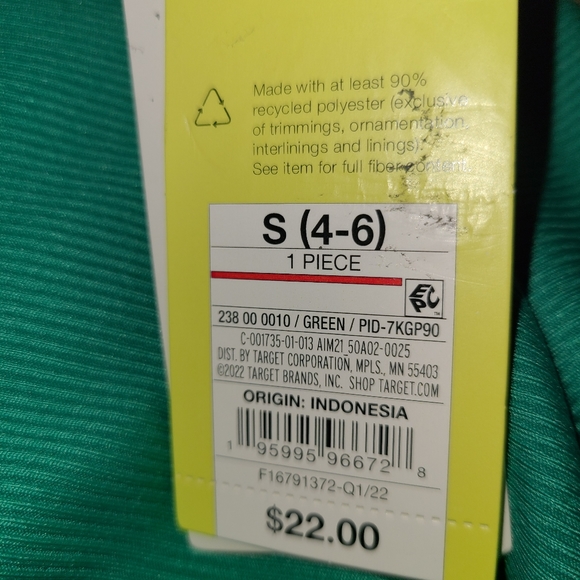 Made with at least 90%
recycled polyester (exclusive
of trimmings, ornamentation,
interlinings and linings).
See item for full fiber content.
S (4-6)
1 PIECE
EPC
238 00 0010 / GREEN / PID-7KGP90
C-001735-01-013 AIM21_50A02-0025
DIST. BY TARGET CORPORATION, MPLS., MN 55403
©2022 TARGET BRANDS, INC. SHOP TARGET.COM
ORIGIN: INDONESIA
1 95995 96672 8
F16791372-Q1/22
$22.00